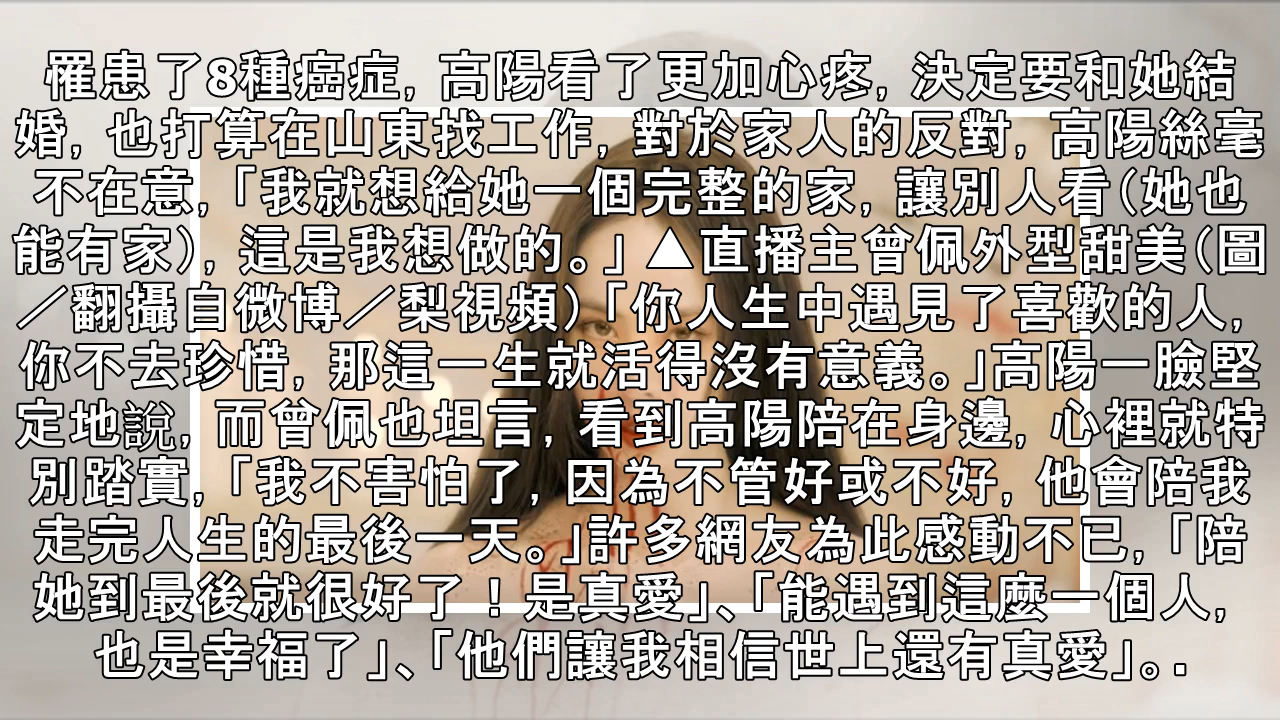 罹患了8種癌症, 高陽看了更加心疼, 決定要和她結
婚, 也打算在山東找工作, 對於家人的反對, 高陽絲毫
不在意,「我就想給她一個完整的家, 讓別人看(她也
能有家), 這是我想做的。」▲直播主曾佩外型甜美(圖
／翻攝自微博／梨視頻)「你人生中遇見了喜歡的人,
你不去珍惜, 那這一生就活得沒有意義。」高陽一臉堅
定地說, 而曾佩也坦言, 看到高陽陪在身邊, 心裡就特
別踏實,「我不害怕了, 因為不管好或不好, 他會陪我
走完人生的最後一天。」許多網友為此感動不已,「陪
她到最後就很好了！是真愛」、「能遇到這麼一個人,
也是幸福了」、「他們讓我相信世上還有真愛」。.